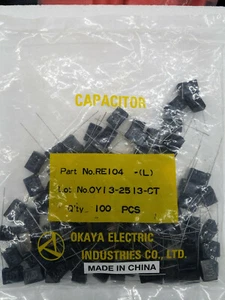 CAPACITOR
Part No.RE104 -(L)
Lot No.OY13-2513-CT
Q'ty. 100 PCS
OKAYA ELECTRIC
INDUSTRIES CO., LTD.
MADE IN CHINA